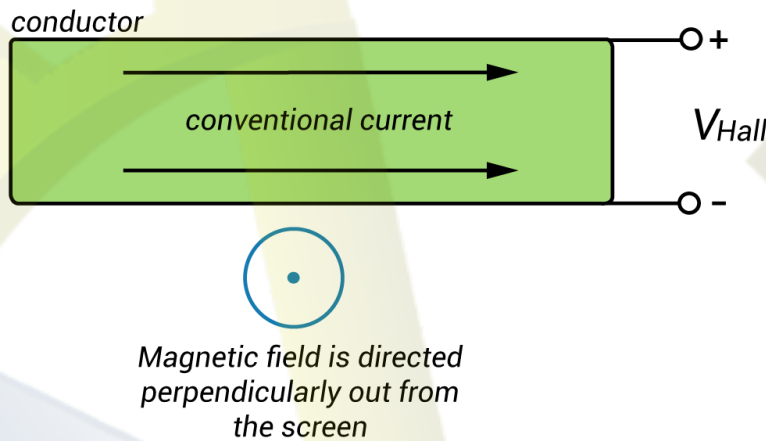 conductor
+
conventional current
VHall
-
Magnetic field is directed
perpendicularly out from
the screen